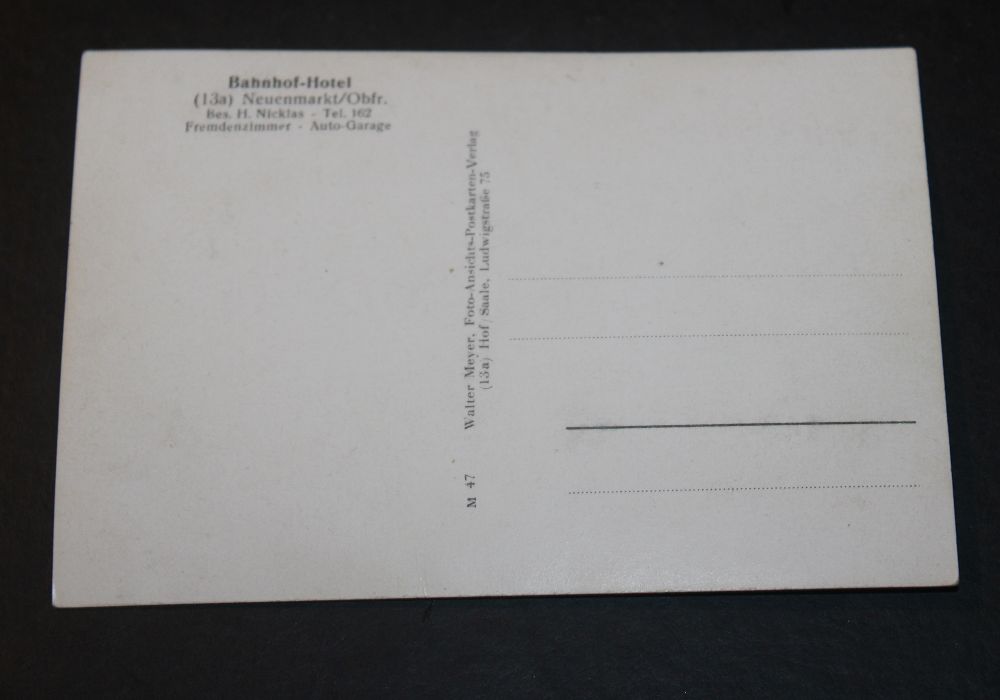 Bahnhof-Hotel
(13a) Neuenmarkt/Obfr.
Bes. H. Nicklas - Tel. 162
Fremdenzimmer - Auto-Garage
Walter Meyer, Foto-Ansichts-Postkarten-Verlag
(13a) Hof/Saale, Ludwigstraße 75
M 47